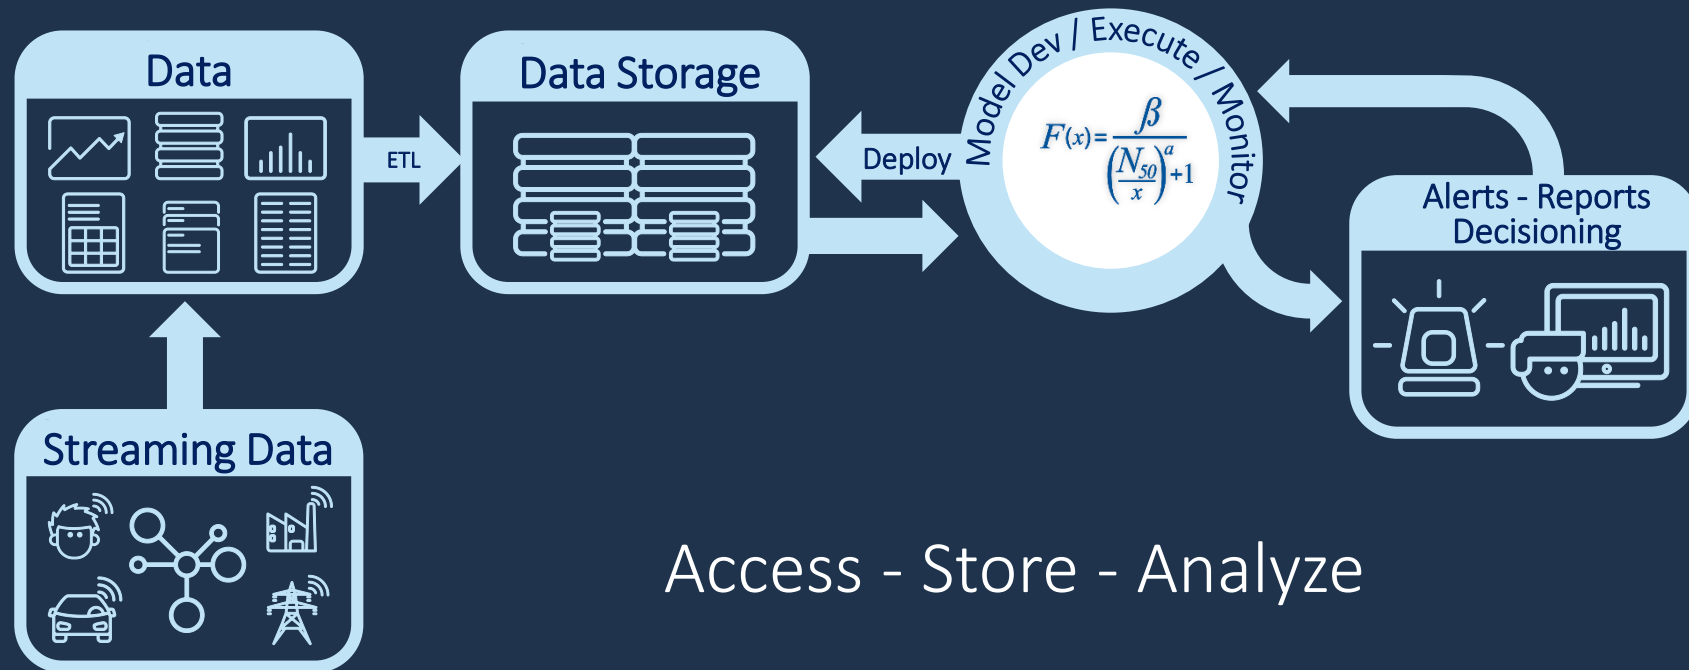 Data
ETL
Data Storage
Deploy
Model Dev / Execute / Monitor
F(x)=β/((N50/x)^a+1)
Alerts - Reports
Decisioning
Streaming Data
Access - Store - Analyze